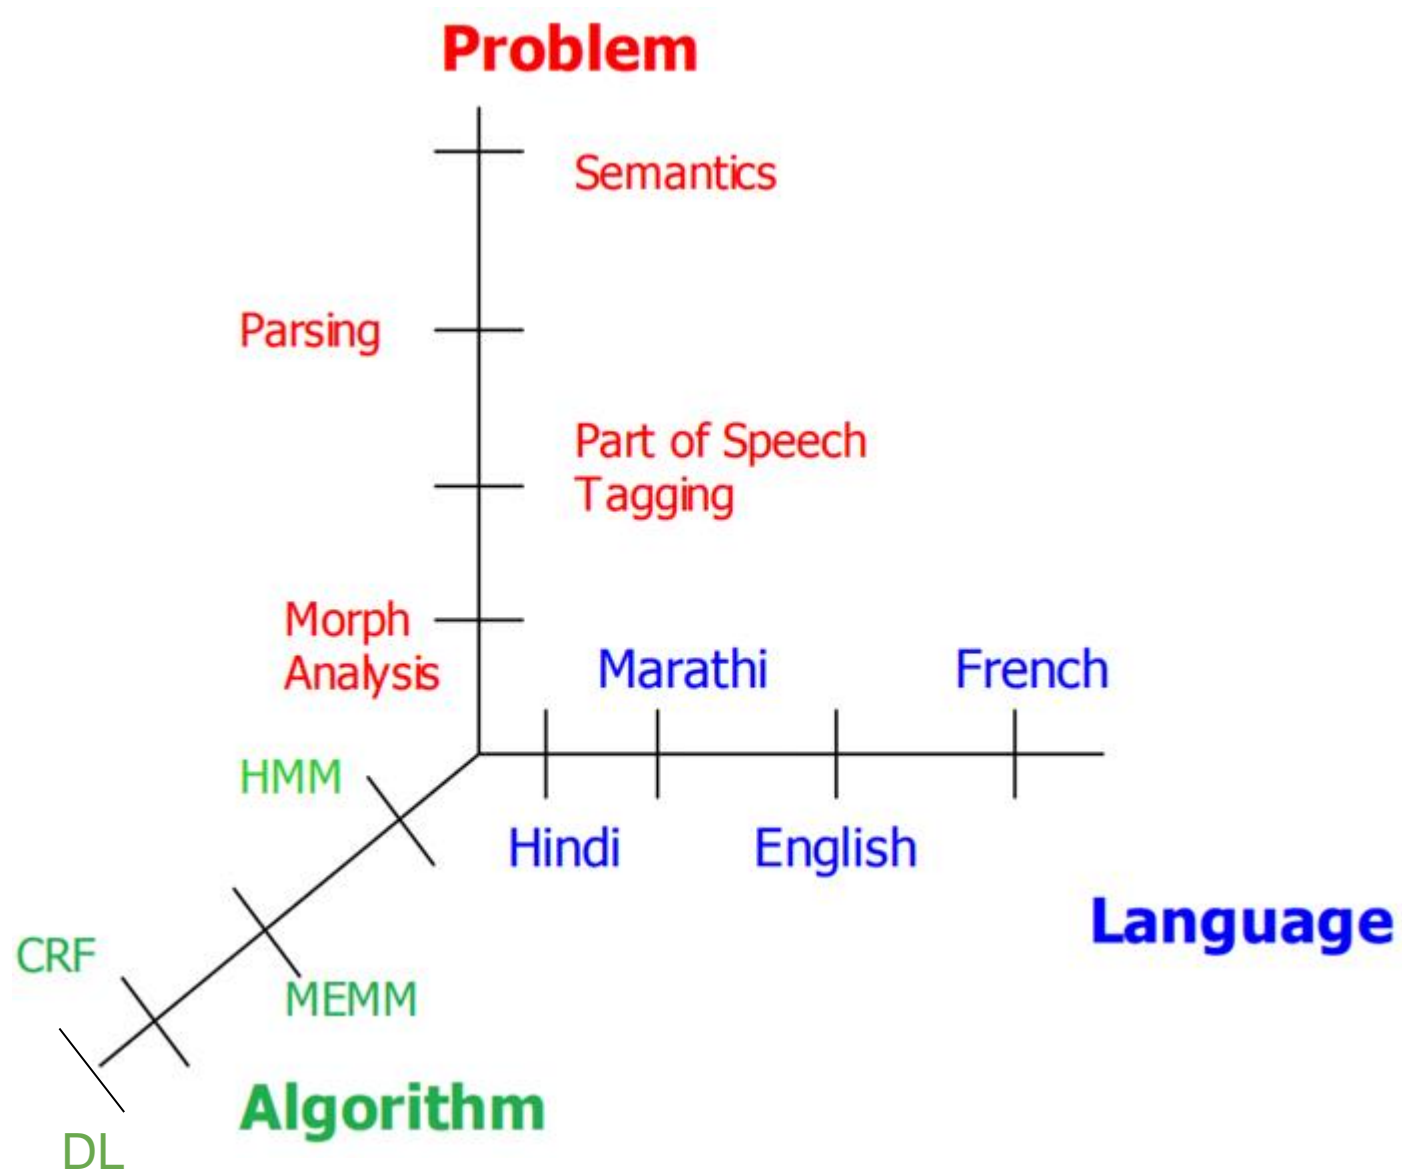 Problem
Semantics
Parsing
Part of Speech
Tagging
Morph
Analysis
Marathi
French
HMM
Hindi
English
Language
CRF
MEMM
Algorithm
DL